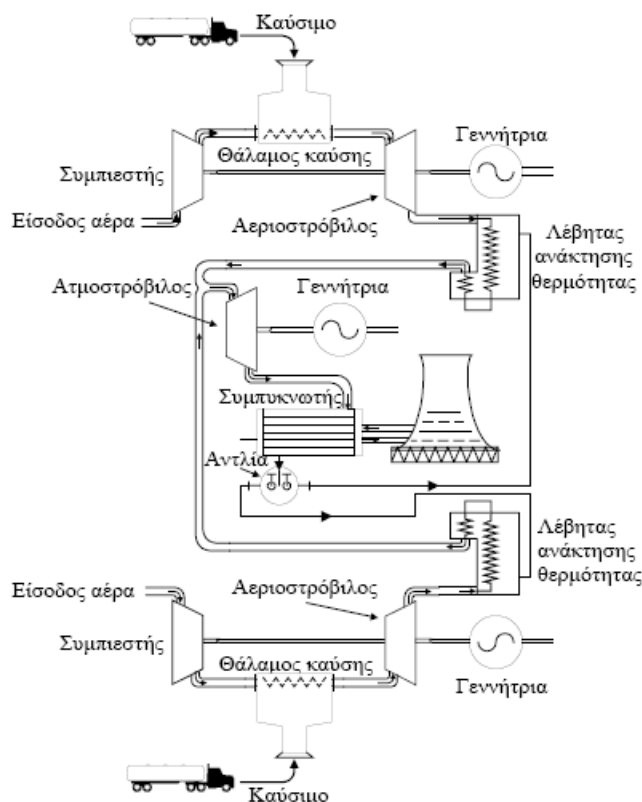 Καύσιμο
Γεννήτρια
Θάλαμος καύσης
Συμπιεστής
Είσοδος αέρα
Αεριοστρόβιλος
Λέβητας
ανάκτησης
θερμότητας
Ατμοστρόβιλος
Γεννήτρια
Συμπυκνωτής
Αντλία
Λέβητας
ανάκτησης
θερμότητας
Είσοδος αέρα
Αεριοστρόβιλος
Συμπιεστής
Θάλαμος καύσης
Γεννήτρια
Καύσιμο